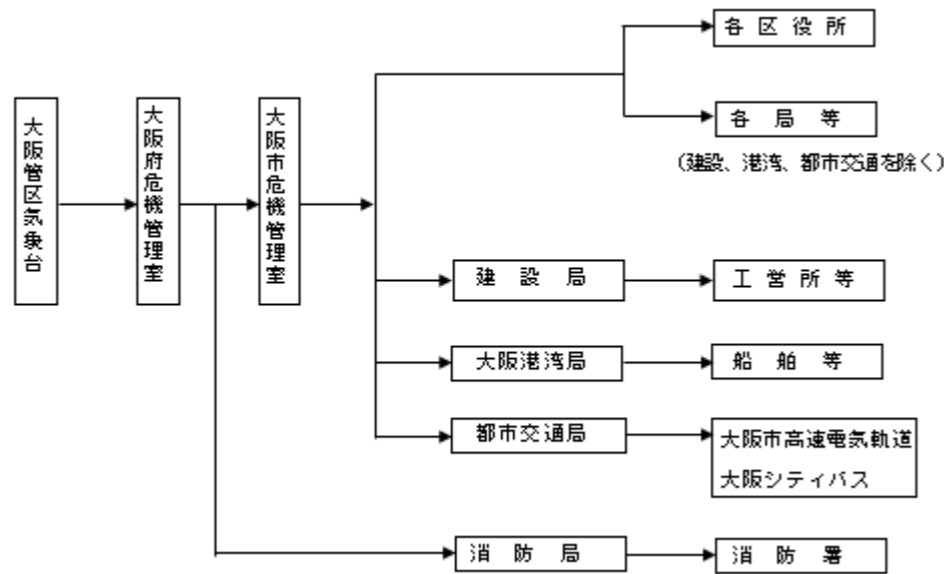 大阪管区気象台
大阪府危機管理室
大阪市危機管理室
各区役所
各局等
(建設、港湾、都市交通を除く)
建設局
工営所等
大阪港湾局
船舶等
都市交通局
大阪市高速電気軌道
大阪シティバス
消防局
消防署